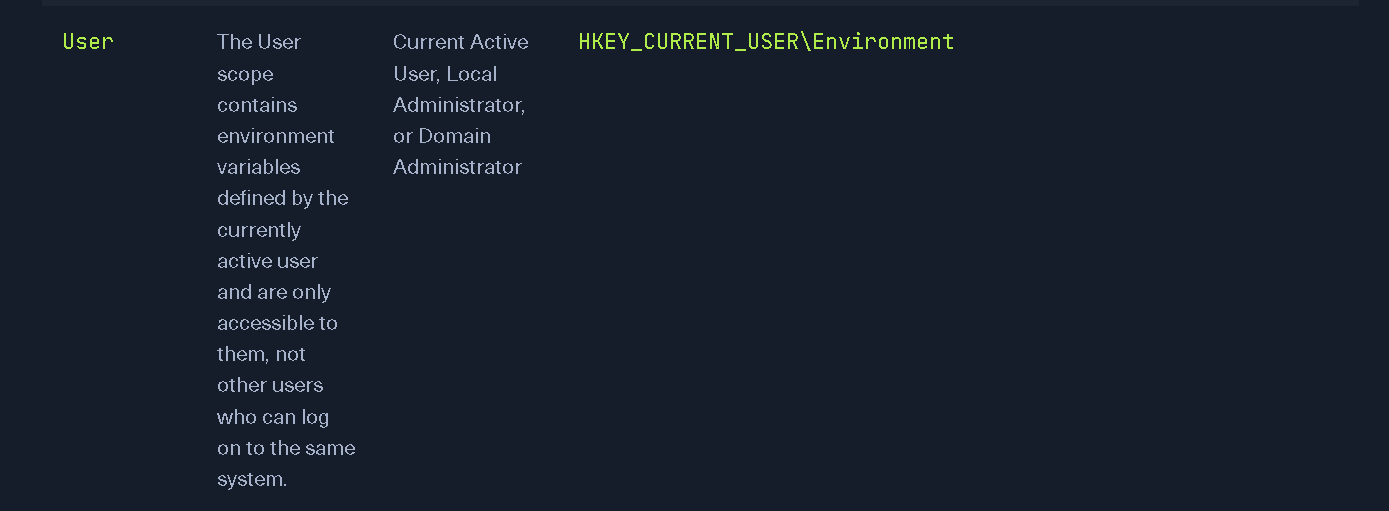 User
The User
scope
contains
environment
variables
defined by the
currently
active user
and are only
accessible to
them, not
other users
who can log
on to the same
system.
Current Active
User, Local
Administrator,
or Domain
Administrator
HKEY_CURRENT_USER\Environment